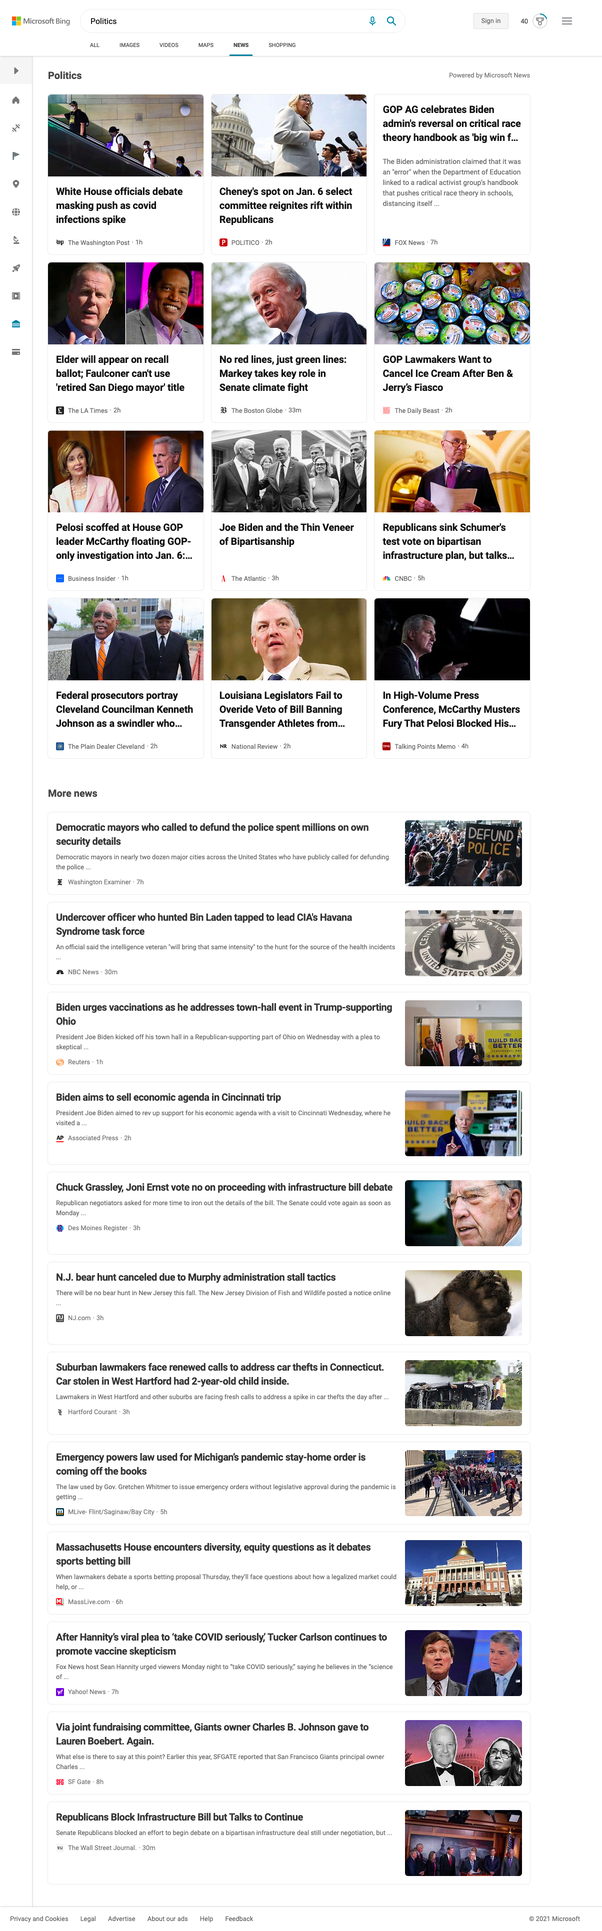 Microsoft Bing
Politics
Sign in
40
ALL
IMAGES
VIDEOS
MAPS
NEWS
SHOPPING
Politics
Powered by Microsoft News
White House officials debate
masking push as covid
infections spike
wp The Washington Post · 1h
Cheney's spot on Jan. 6 select
committee reignites rift within
Republicans
P POLITICO · 2h
GOP AG celebrates Biden
admin's reversal on critical race
theory handbook as 'big win f...
The Biden administration claimed that it was
an "error" when the Department of Education
linked to a radical activist group's handbook
that pushes critical race theory in schools,
distancing itself ...
FOX News · 7h
Elder will appear on recall
ballot; Faulconer can't use
'retired San Diego mayor' title
The LA Times · 2h
No red lines, just green lines:
Markey takes key role in
Senate climate fight
B The Boston Globe · 33m
GOP Lawmakers Want to
Cancel Ice Cream After Ben &
Jerry's Fiasco
The Daily Beast · 2h
Pelosi scoffed at House GOP
leader McCarthy floating GOP-
only investigation into Jan. 6:...
Business Insider · 1h
Joe Biden and the Thin Veneer
of Bipartisanship
A The Atlantic · 3h
Republicans sink Schumer's
test vote on bipartisan
infrastructure plan, but talks...
CNBC · 5h
Federal prosecutors portray
Cleveland Councilman Kenneth
Johnson as a swindler who...
The Plain Dealer Cleveland · 2h
Louisiana Legislators Fail to
Overide Veto of Bill Banning
Transgender Athletes from...
NR National Review · 2h
In High-Volume Press
Conference, McCarthy Musters
Fury That Pelosi Blocked His...
Talking Points Memo · 4h
More news
Democratic mayors who called to defund the police spent millions on own
security details
Democratic mayors in nearly two dozen major cities across the United States who have publicly called for defunding
the police ...
Washington Examiner · 7h
DEFUND
POLICE
Undercover officer who hunted Bin Laden tapped to lead CIA's Havana
Syndrome task force
An official said the intelligence veteran "will bring that same intensity" to the hunt for the source of the health incidents
...
NBC News · 30m
UNITED STATES OF AMERICA
Biden urges vaccinations as he addresses town-hall event in Trump-supporting
Ohio
President Joe Biden kicked off his town hall in a Republican-supporting part of Ohio on Wednesday with a plea to
skeptical ...
Reuters · 1h
BUILD BACK
BETTER
Biden aims to sell economic agenda in Cincinnati trip
President Joe Biden aimed to rev up support for his economic agenda with a visit to Cincinnati Wednesday, where he
visited a ...
AP Associated Press · 2h
BUILD BACK
BETTER
Chuck Grassley, Joni Ernst vote no on proceeding with infrastructure bill debate
Republican negotiators asked for more time to iron out the details of the bill. The Senate could vote again as soon as
Monday ...
Des Moines Register · 3h
N.J. bear hunt canceled due to Murphy administration stall tactics
There will be no bear hunt in New Jersey this fall. The New Jersey Division of Fish and Wildlife posted a notice online
...
NJ.com · 3h
Suburban lawmakers face renewed calls to address car thefts in Connecticut.
Car stolen in West Hartford had 2-year-old child inside.
Lawmakers in West Hartford and other suburbs are facing fresh calls to address a spike in car thefts the day after ...
Hartford Courant · 3h
Emergency powers law used for Michigan's pandemic stay-home order is
coming off the books
The law used by Gov. Gretchen Whitmer to issue emergency orders without legislative approval during the pandemic is
getting ...
MLive- Flint/Saginaw/Bay City · 5h
Massachusetts House encounters diversity, equity questions as it debates
sports betting bill
When lawmakers debate a sports betting proposal Thursday, they'll face questions about how a legalized market could
help, or ...
MassLive.com · 6h
After Hannity's viral plea to 'take COVID seriously,' Tucker Carlson continues to
promote vaccine skepticism
Fox News host Sean Hannity urged viewers Monday night to "take COVID seriously," saying he believes in the "science
of ...
Yahoo! News · 7h
Via joint fundraising committee, Giants owner Charles B. Johnson gave to
Lauren Boebert. Again.
What else is there to say at this point? Earlier this year, SFGATE reported that San Francisco Giants principal owner
Charles ...
SF Gate · 8h
Republicans Block Infrastructure Bill but Talks to Continue
Senate Republicans blocked an effort to begin debate on a bipartisan infrastructure deal still under negotiation, but ...
The Wall Street Journal. · 30m
Privacy and Cookies
Legal
Advertise
About our ads
Help
Feedback
© 2021 Microsoft